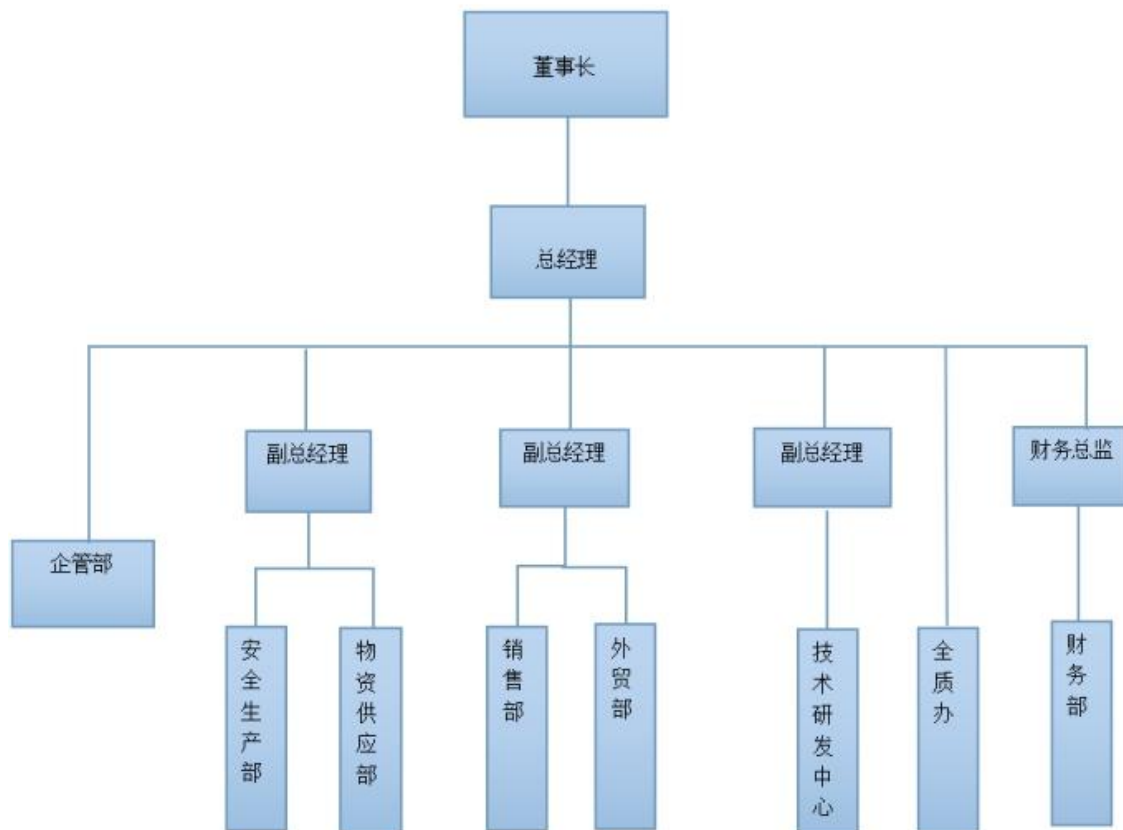 董事长
总经理
副总经理
副总经理
副总经理
财务总监
企管部
安全生产部
物资供应部
销售部
外贸部
技术研发中心
全质办
财务部